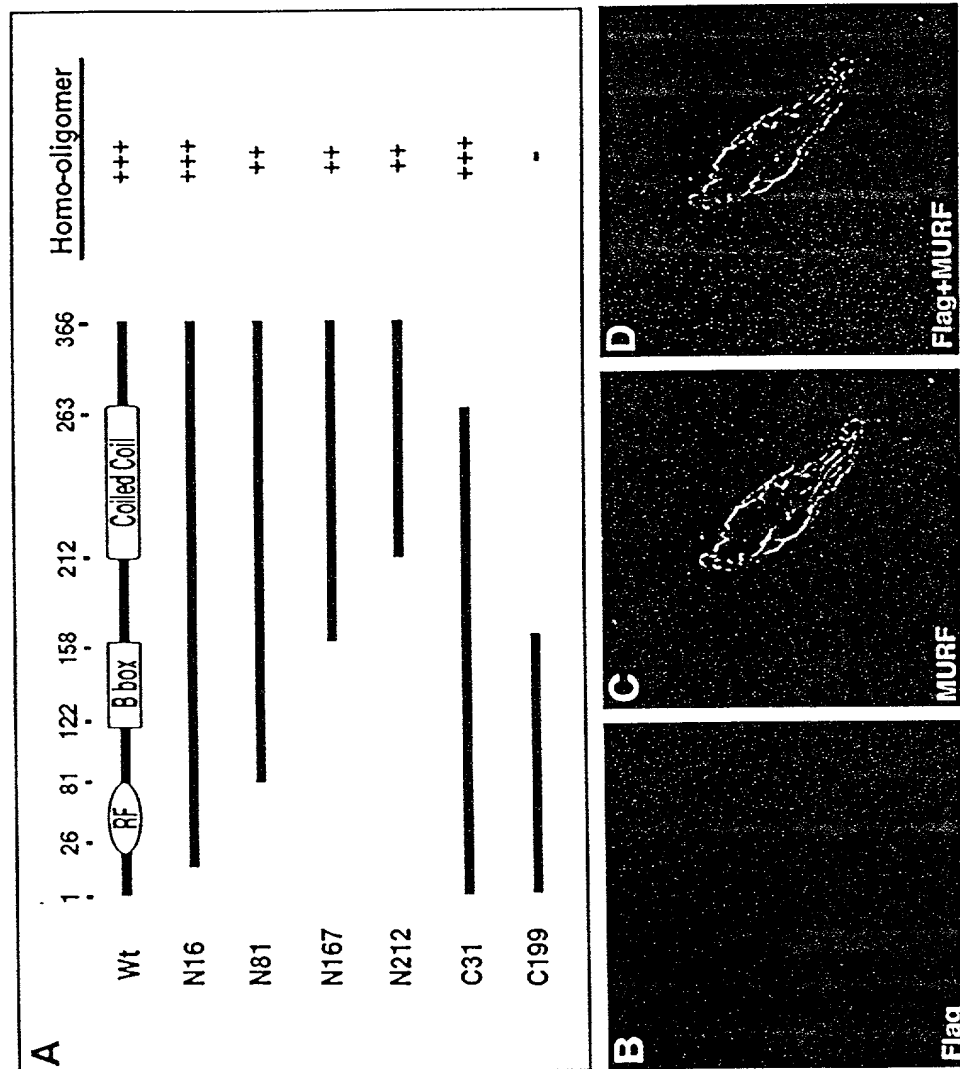 A
Homo-oligomer
1 26 81 122 158 212 263 366
Wt RF B box Coiled Coil +++
N16 +++
N81 ++
N167 ++
N212 ++
C31 +++
C199 -
B
Flag
C
MURF
D
Flag+MURF